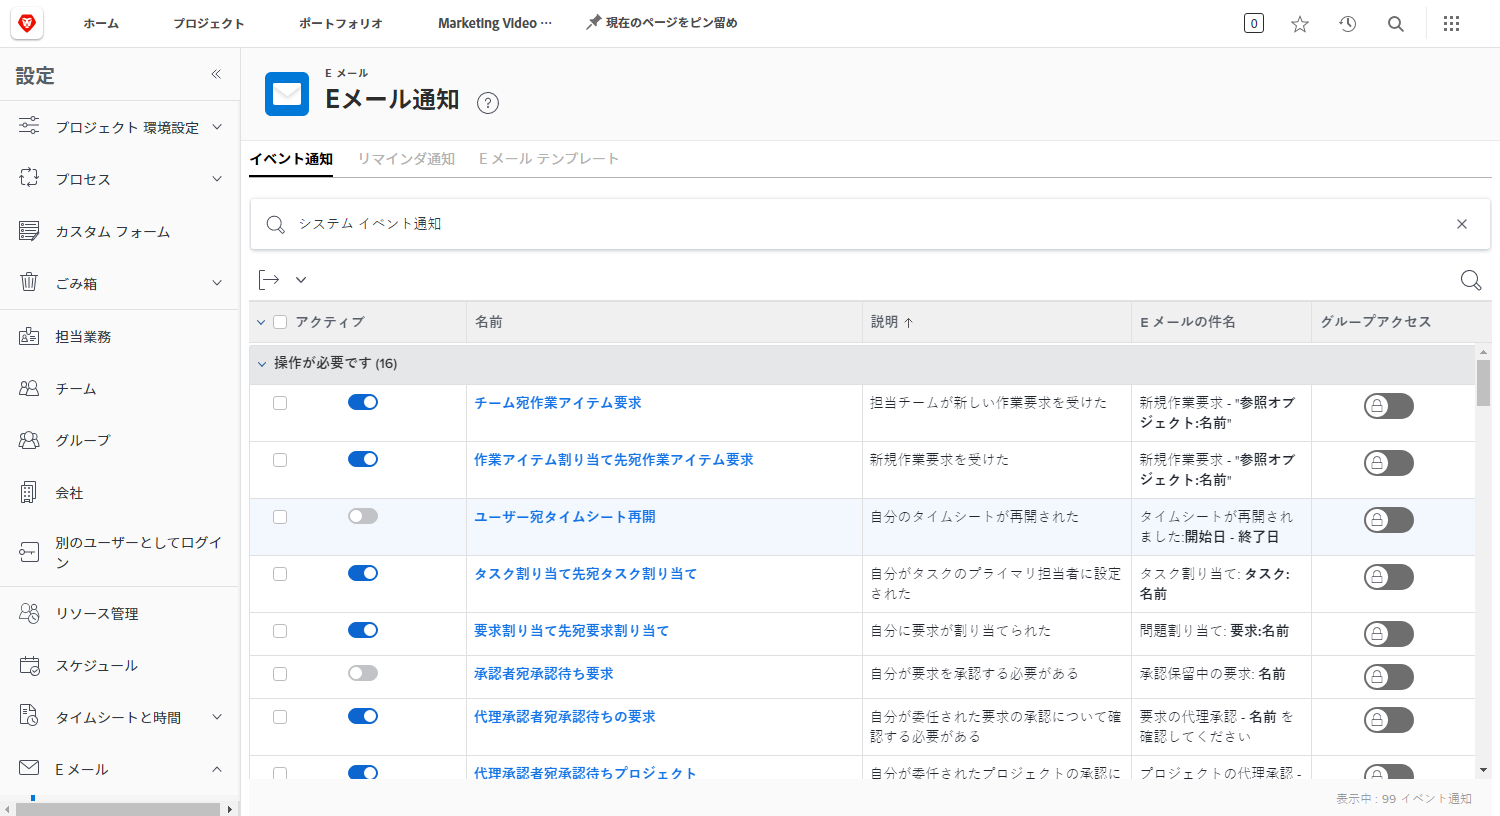 ホーム プロジェクト ポートフォリオ Marketing Video ··· 現在のページをピン留め 0
設定
プロジェクト 環境設定
プロセス
カスタム フォーム
ごみ箱
担当業務
チーム
グループ
会社
別のユーザーとしてログイ
ン
リソース管理
スケジュール
タイムシートと時間
E メール
E メール
Eメール通知 ?
イベント通知 リマインダ通知 E メール テンプレート
システム イベント通知
アクティブ 名前 説明 ↑ E メールの件名 グループアクセス
操作が必要です (16)
チーム宛作業アイテム要求 担当チームが新しい作業要求を受けた 新規作業要求 - "参照オブ
ジェクト:名前"
作業アイテム割り当て先宛作業アイテム要求 新規作業要求を受けた 新規作業要求 - "参照オブ
ジェクト:名前"
ユーザー宛タイムシート再開 自分のタイムシートが再開された タイムシートが再開され
ました:開始日 - 終了日
タスク割り当て先宛タスク割り当て 自分がタスクのプライマリ担当者に設定 タスク割り当て: タスク:
された 名前
要求割り当て先宛要求割り当て 自分に要求が割り当てられた 問題割り当て: 要求:名前
承認者宛承認待ち要求 自分が要求を承認する必要がある 承認保留中の要求: 名前
代理承認者宛承認待ちの要求 自分が委任された要求の承認について確 要求の代理承認 - 名前 を
認する必要がある 確認してください
代理承認者宛承認待ちプロジェクト 自分が委任されたプロジェクトの承認に プロジェクトの代理承認 -
表示中 : 99 イベント通知